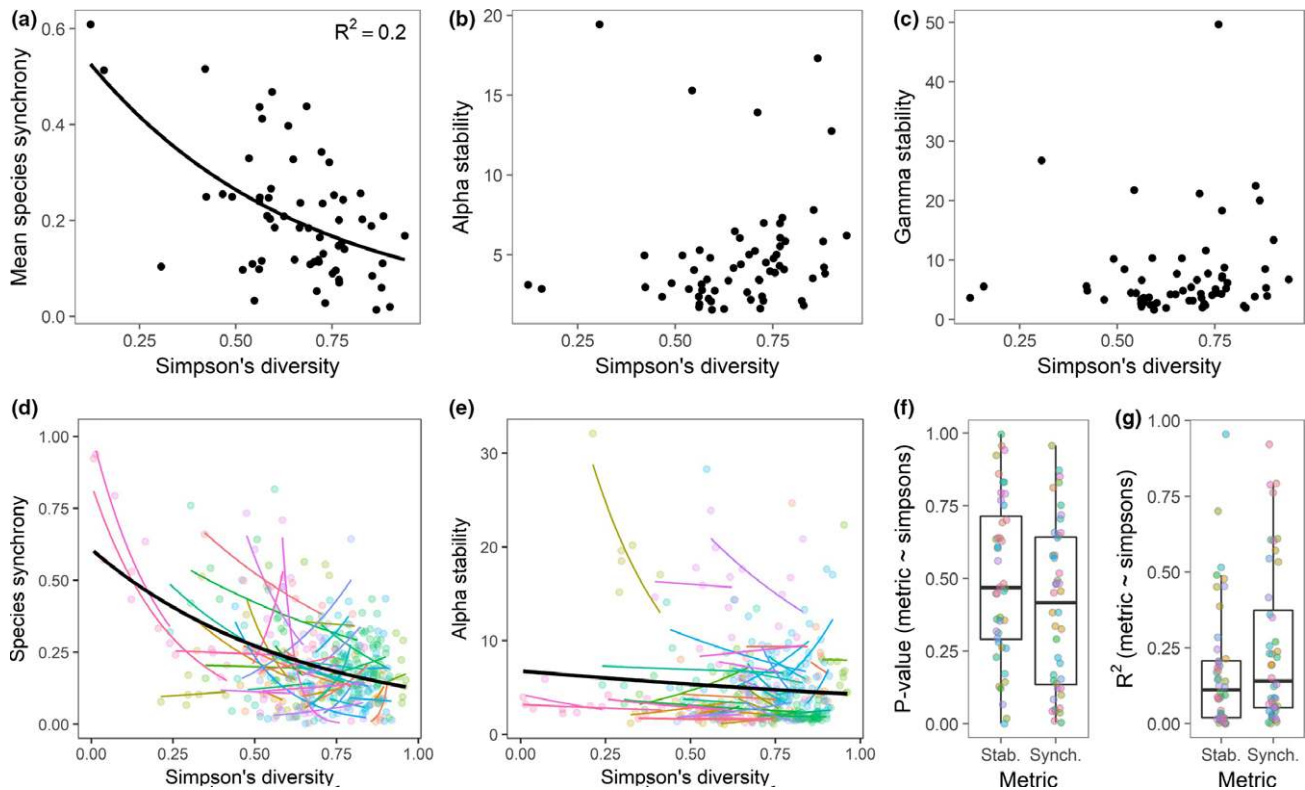 (a)
R² = 0.2
Mean species synchrony
0.6
0.4
0.2
0.0
0.25
0.50
0.75
Simpson's diversity
(b)
Alpha stability
20
15
10
5
0.25
0.50
0.75
Simpson's diversity
(c)
Gamma stability
50
40
30
20
10
0
0.25
0.50
0.75
Simpson's diversity
(d)
Species synchrony
1.00
0.75
0.50
0.25
0.00
0.00
0.25
0.50
0.75
1.00
Simpson's diversity
(e)
Alpha stability
30
20
10
0
0.00
0.25
0.50
0.75
1.00
Simpson's diversity
(f)
P-value (metric ~ simpsons)
1.00
0.75
0.50
0.25
0.00
Stab. Synch.
Metric
(g)
R² (metric ~ simpsons)
1.00
0.75
0.50
0.25
0.00
Stab. Synch.
Metric